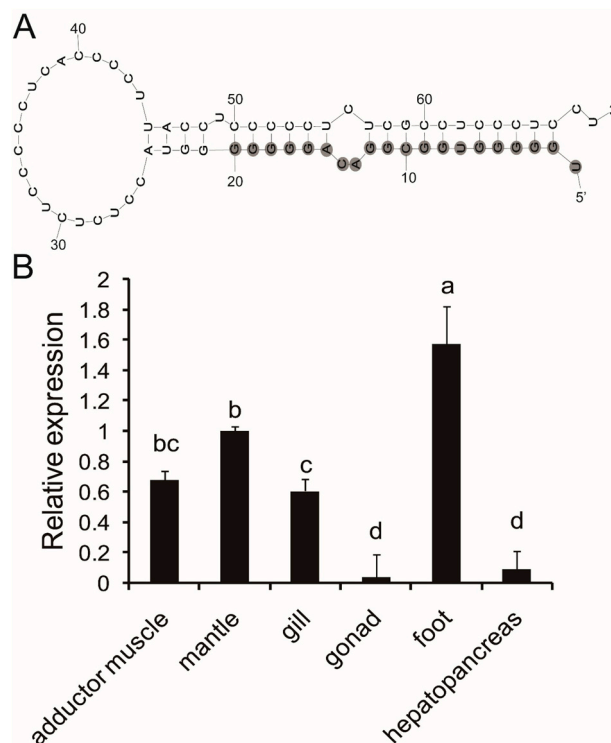 A
40
50
60
U A C C U C C C C C U C U C G C C U C C C U C C U
A U G G G G G G G A C A G G C G G U G G G G G U
30
20
10
5'
B
Relative expression
2
1.8
1.6
1.4
1.2
1
0.8
0.6
0.4
0.2
0
bc
b
c
d
a
d
adductor muscle
mantle
gill
gonad
foot
hepatopancreas